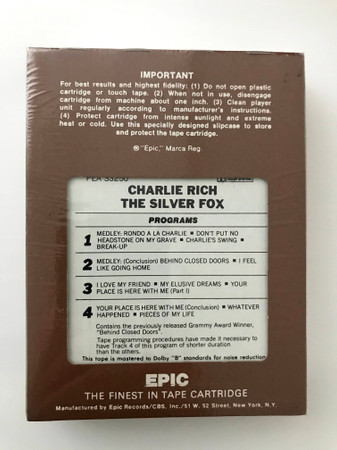 IMPORTANT
For best results and highest fidelity: (1) Do not open plastic
cartridge or touch tape. (2) When not in use, disengage
cartridge from machine about one inch. (3) Clean player
unit regularly according to manufacturer's instructions.
(4) Protect cartridge from intense sunlight and extreme
heat or cold. Use this specially designed slipcase to store
and protect the tape cartridge.
® "Epic," Marca Reg.
CHARLIE RICH
THE SILVER FOX
PROGRAMS
1 MEDLEY: RONDO A LA CHARLIE ■ DON'T PUT NO
HEADSTONE ON MY GRAVE ■ CHARLIE'S SWING ■
BREAK-UP
2 MEDLEY: (Conclusion) BEHIND CLOSED DOORS ■ I FEEL
LIKE GOING HOME
3 I LOVE MY FRIEND ■ MY ELUSIVE DREAMS ■ YOUR
PLACE IS HERE WITH ME (Part I)
4 YOUR PLACE IS HERE WITH ME (Conclusion) ■ WHATEVER
HAPPENED ■ PIECES OF MY LIFE
Contains the previously released Grammy Award Winner,
"Behind Closed Doors".
Tape programming procedures have made it necessary to
have Track 4 of this program of shorter duration
than the others.
This tape is mastered to Dolby "B" standards for noise reduction
EPIC
THE FINEST IN TAPE CARTRIDGE
Manufactured by Epic Records/CBS, Inc./51 W. 52 Street, New York, N.Y.